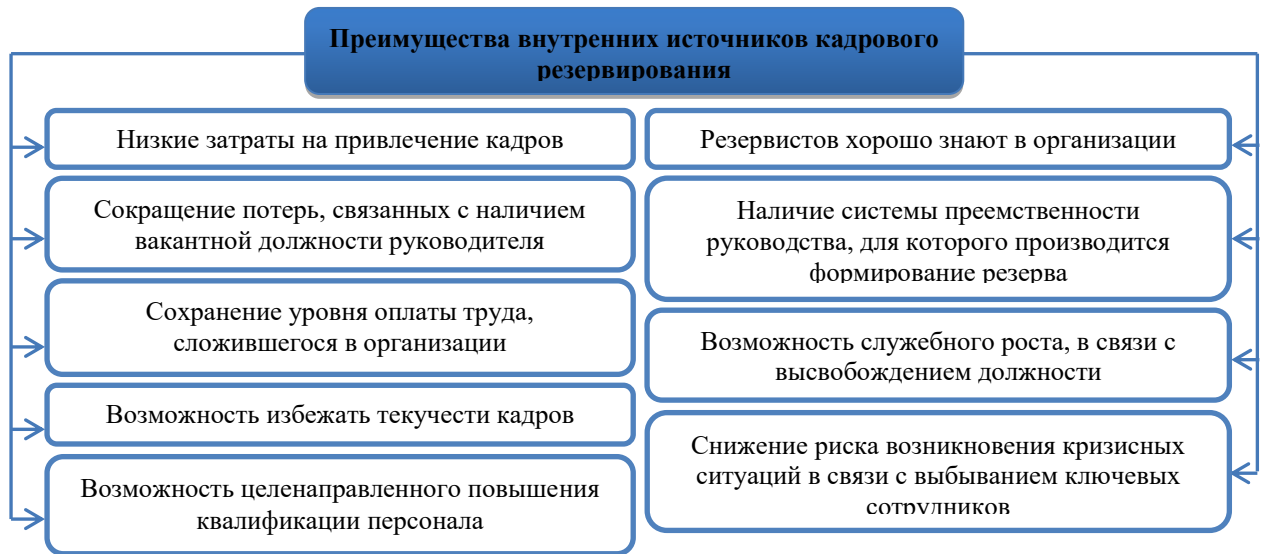 Преимущества внутренних источников кадрового
резервирования
Низкие затраты на привлечение кадров
Сокращение потерь, связанных с наличием
вакантной должности руководителя
Сохранение уровня оплаты труда,
сложившегося в организации
Возможность избежать текучести кадров
Возможность целенаправленного повышения
квалификации персонала
Резервистов хорошо знают в организации
Наличие системы преемственности
руководства, для которого производится
формирование резерва
Возможность служебного роста, в связи с
высвобождением должности
Снижение риска возникновения кризисных
ситуаций в связи с выбыванием ключевых
сотрудников